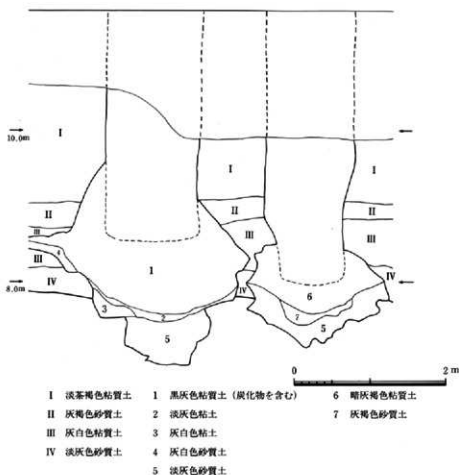 I
I
I
10.0m
II
II
II
III
III
III
4
III
1
IV
IV
IV
8.0m
6
3
2
7
5
5
0 2 m
I 淡茶褐色粘質土 1 黒灰色粘質土 (炭化物を含む) 6 暗灰褐色粘質土
II 灰褐色砂質土 2 淡灰色粘土 7 灰褐色砂質土
III 灰白色粘質土 3 灰白色粘土
IV 淡灰色砂質土 4 灰白色砂質土
5 淡灰色砂質土